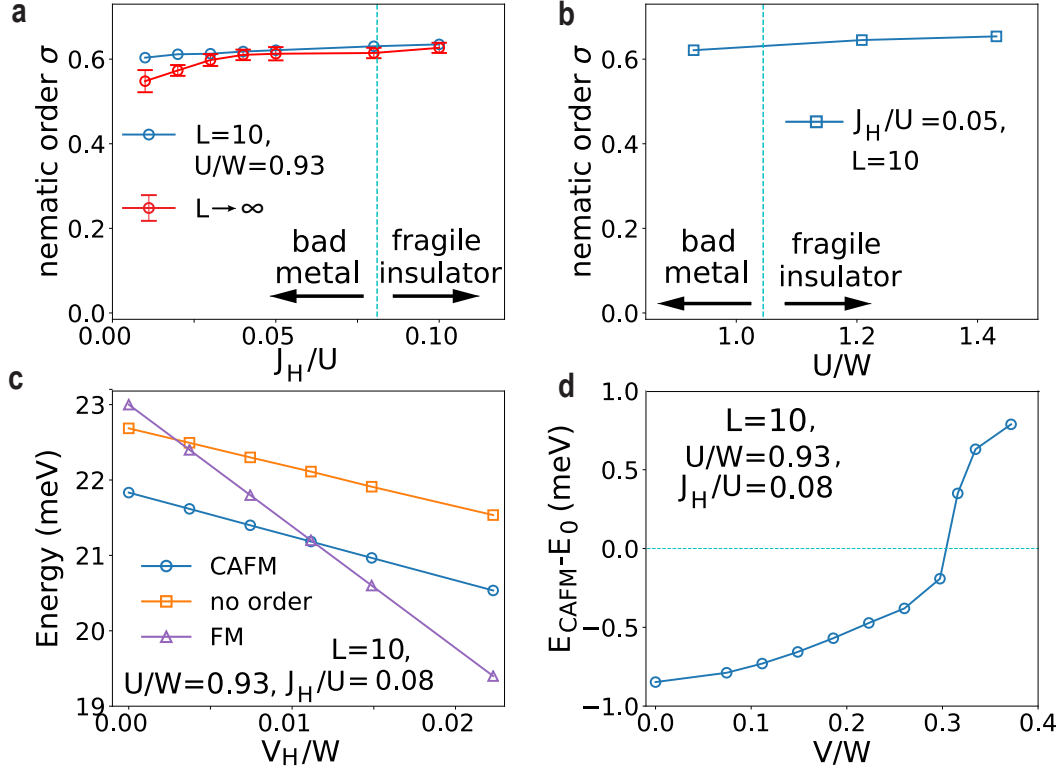 a
nematic order σ
0.6
0.4
0.2
0.0
L=10,
U/W=0.93
L→∞
bad
metal
fragile
insulator
0.00
0.05
0.10
J_H/U
b
nematic order σ
0.6
0.4
0.2
0.0
J_H/U =0.05,
L=10
bad
metal
fragile
insulator
1.0
1.2
1.4
U/W
c
Energy (meV)
23
22
21
20
19
CAFM
no order
FM
L=10,
U/W=0.93, J_H/U=0.08
0.00
0.01
0.02
V_H/W
d
E_CAFM-E_0 (meV)
1.0
0.5
0.0
−0.5
−1.0
L=10,
U/W=0.93,
J_H/U=0.08
0.0
0.1
0.2
0.3
0.4
V/W